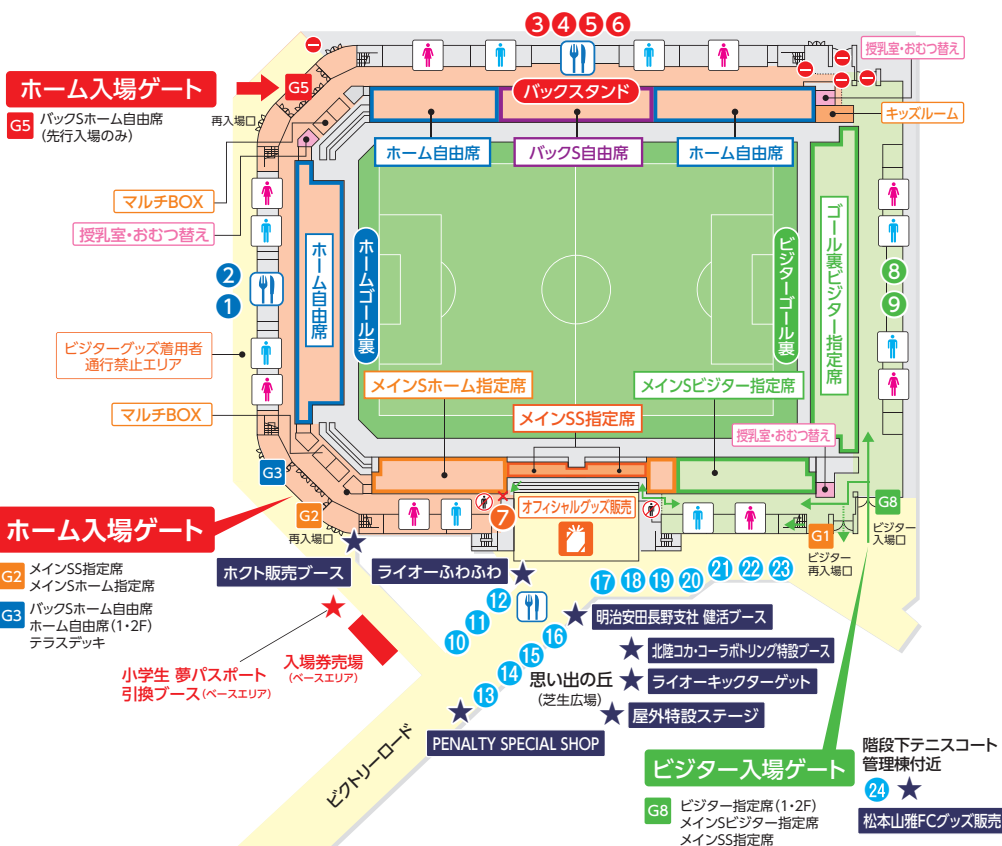 3 4 5 6
授乳室・おむつ替え
ホーム入場ゲート
G5
バックスタンド
キッズルーム
G5 バックSホーム自由席
(先行入場のみ)
再入場口
ホーム自由席
バックS自由席
ホーム自由席
マルチBOX
授乳室・おむつ替え
ホーム自由席
ホームゴール裏
ビジターゴール裏
ゴール裏ビジター指定席
2
1
8
9
ビジターグッズ着用者
通行禁止エリア
メインSホーム指定席
メインSビジター指定席
マルチBOX
メインSS指定席
授乳室・おむつ替え
G3
G2
再入場口
7
オフィシャルグッズ販売
G8
ビジター
入場口
G1
ビジター
再入場口
ホーム入場ゲート
G2 メインSS指定席
メインSホーム指定席
G3 バックSホーム自由席
ホーム自由席(1・2F)
テラスデッキ
ホクト販売ブース
ライオーふわふわ
17 18 19 20 21 22 23
12
11
10
16
15
14
13
明治安田長野支社 健活ブース
北陸コカ・コーラボトリング特設ブース
小学生 夢パスポート
引換ブース(ベースエリア)
入場券売場
(ベースエリア)
思い出の丘
(芝生広場)
ライオーキックターゲット
屋外特設ステージ
PENALTY SPECIAL SHOP
ビクトリーロード
ビジター入場ゲート
G8 ビジター指定席(1・2F)
メインSビジター指定席
メインSS指定席
階段下テニスコート
管理棟付近
24
松本山雅FCグッズ販売